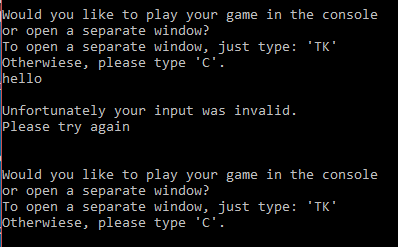 Would you like to play your game in the console
or open a separate window?
To open a separate window, just type: 'TK'
Otherwiese, please type 'C'.
hello
Unfortunately your input was invalid.
Please try again
Would you like to play your game in the console
or open a separate window?
To open a separate window, just type: 'TK'
Otherwiese, please type 'C'.